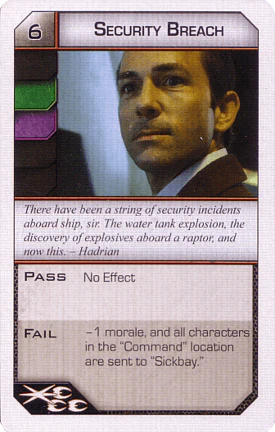 6
Security Breach
There have been a string of security incidents
aboard ship, sir. The water tank explosion, the
discovery of explosives aboard a raptor, and
now this. – Hadrian
Pass No Effect
Fail –1 morale, and all characters
in the “Command” location
are sent to “Sickbay.”